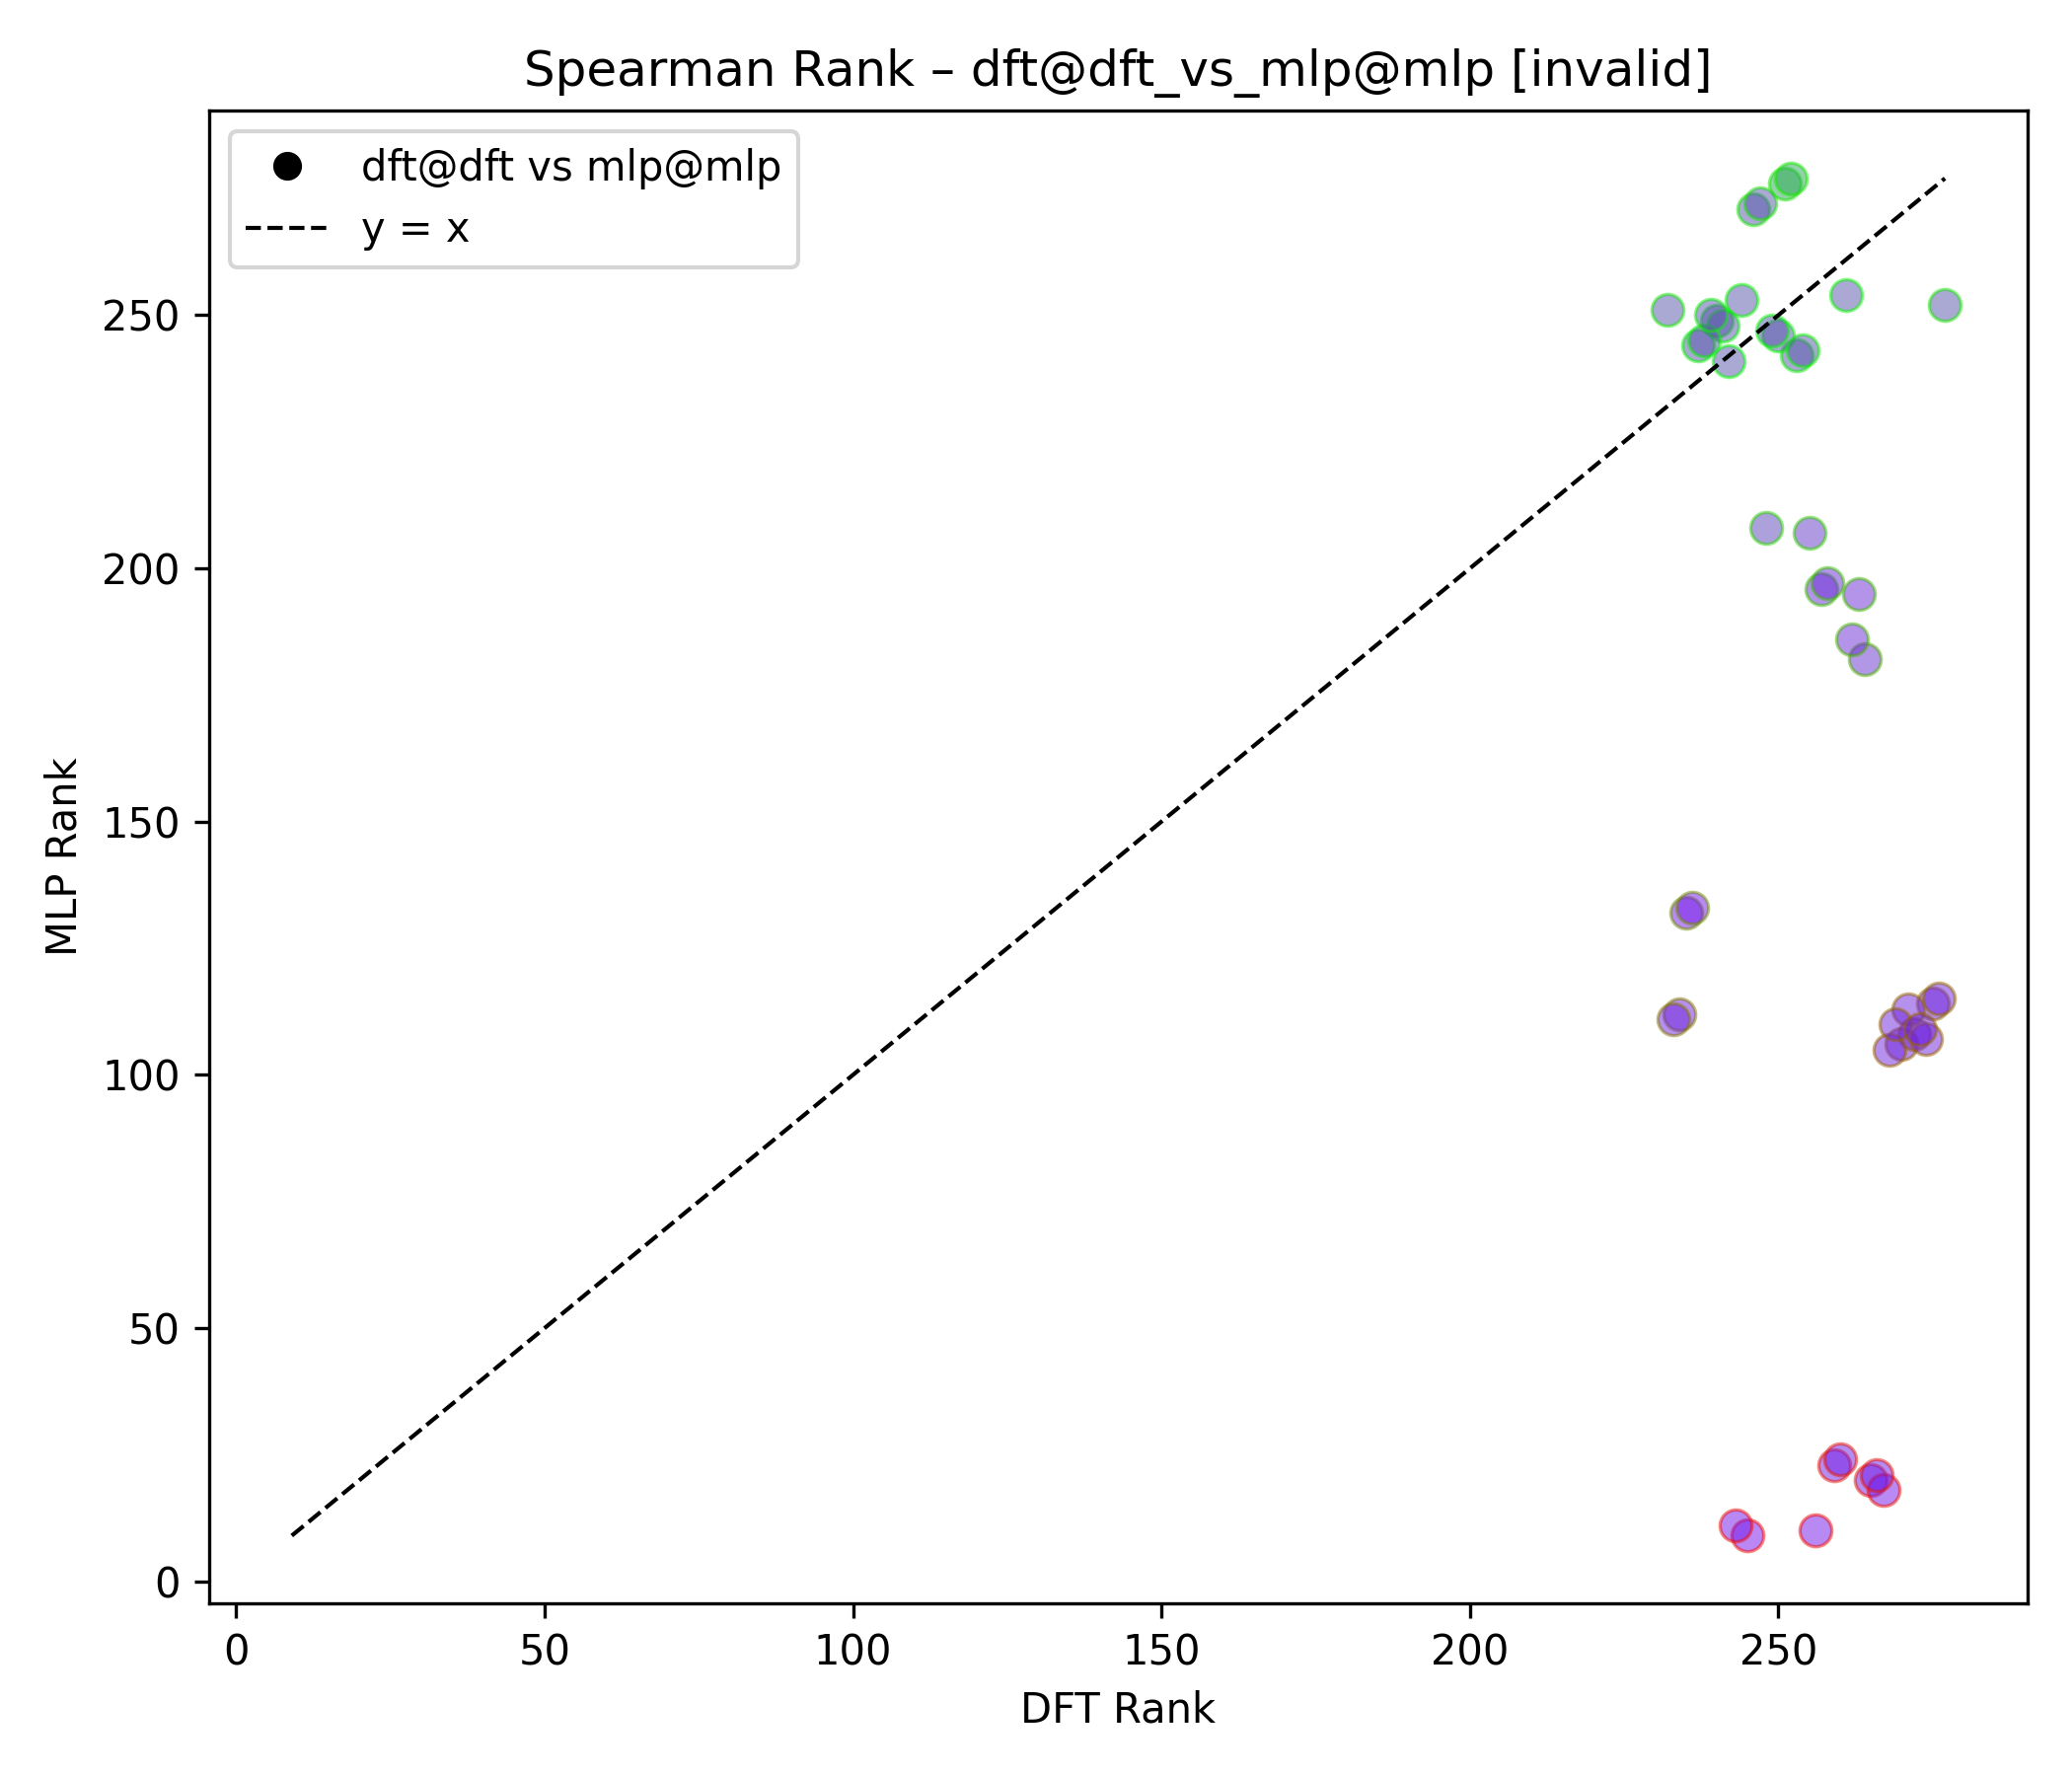 Spearman Rank – dft@dft_vs_mlp@mlp [invalid]
dft@dft vs mlp@mlp
y = x
MLP Rank
250
200
150
100
50
0
0 50 100 150 200 250
DFT Rank